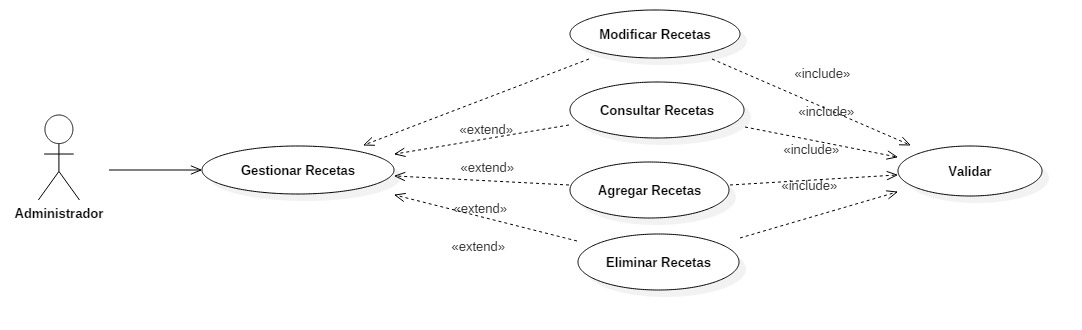 Modificar Recetas
«include»
Consultar Recetas
«include»
«extend»
«include»
Gestionar Recetas
«extend»
Validar
Agregar Recetas
«include»
Administrador
«extend»
«extend»
Eliminar Recetas